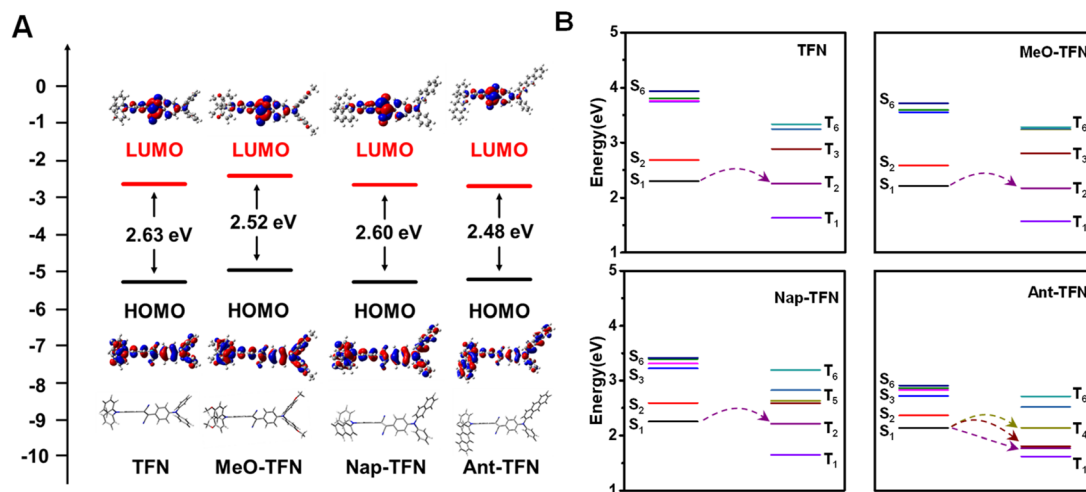 A
0
-1
-2
-3
-4
-5
-6
-7
-8
-9
-10
LUMO LUMO LUMO LUMO
2.63 eV 2.52 eV 2.60 eV 2.48 eV
HOMO HOMO HOMO HOMO
TFN MeO-TFN Nap-TFN Ant-TFN
B
Energy(eV)
5
4
3
2
1
TFN
S6
S2
S1
T6
T3
T2
T1
MeO-TFN
S6
S2
S1
T6
T3
T2
T1
Energy(eV)
5
4
3
2
1
Nap-TFN
S6
S3
S2
S1
T6
T5
T2
T1
Ant-TFN
S6
S3
S2
S1
T6
T4
T1